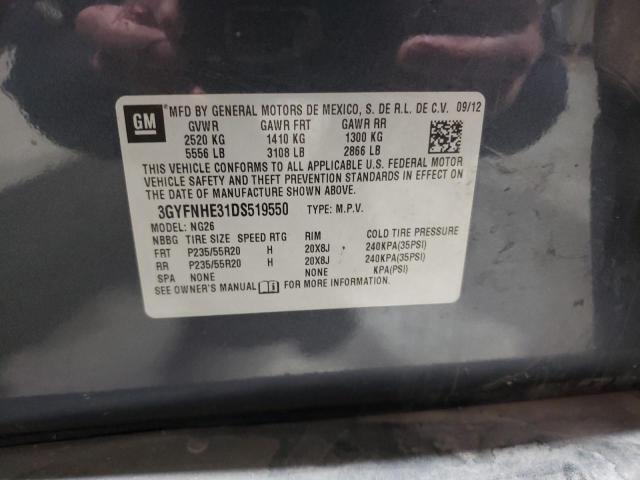 GM ® MFD BY GENERAL MOTORS DE MEXICO, S. DE R.L. DE C.V. 09/12
GVWR GAWR FRT GAWR RR
2520 KG 1410 KG 1300 KG
5556 LB 3108 LB 2866 LB
THIS VEHICLE CONFORMS TO ALL APPLICABLE U.S. FEDERAL MOTOR
VEHICLE SAFETY AND THEFT PREVENTION STANDARDS IN EFFECT ON
THE DATE OF MANUFACTURE SHOWN ABOVE.
3GYFNHE31DS519550 TYPE: M.P.V.
MODEL: NG26
NBBG TIRE SIZE SPEED RTG RIM COLD TIRE PRESSURE
FRT P235/55R20 H 20X8J 240KPA(35PSI)
RR P235/55R20 H 20X8J 240KPA(35PSI)
SPA NONE NONE KPA(PSI)
SEE OWNER'S MANUAL FOR MORE INFORMATION.